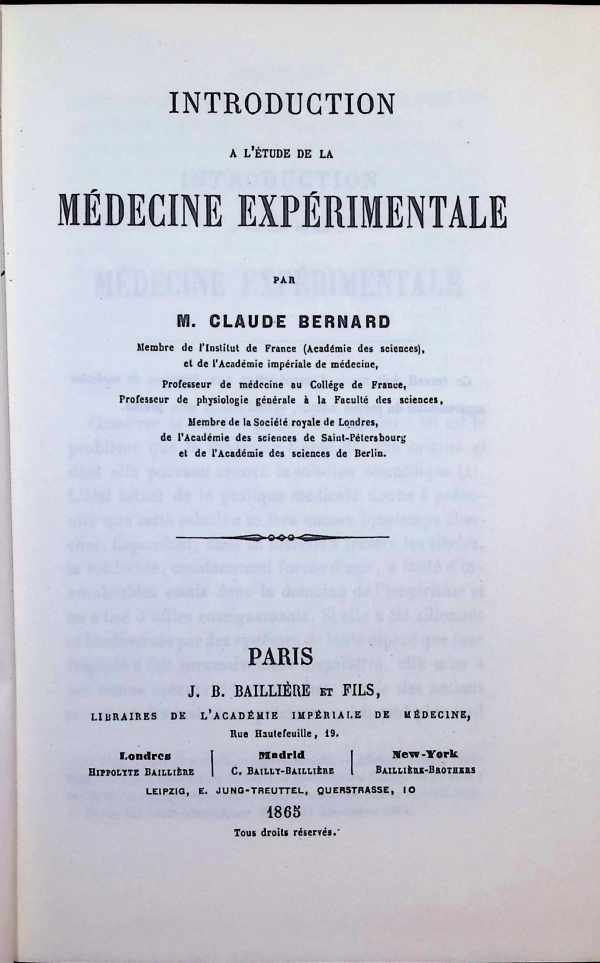 INTRODUCTION
A L'ÉTUDE DE LA
MÉDECINE EXPÉRIMENTALE
PAR
M. CLAUDE BERNARD
Membre de l'Institut de France (Académie des sciences),
et de l'Académie impériale de médecine,
Professeur de médecine au Collége de France,
Professeur de physiologie générale à la Faculté des sciences,
Membre de la Société royale de Londres,
de l'Académie des sciences de Saint-Pétersbourg
et de l'Académie des sciences de Berlin.
PARIS
J. B. BAILLIÈRE ET FILS,
LIBRAIRES DE L'ACADÉMIE IMPÉRIALE DE MÉDECINE,
Rue Hautefeuille, 19.
Londres | Madrid | New-York
HIPPOLYTE BAILLIÈRE | C. BAILLY-BAILLIÈRE | BAILLIÈRE-BROTHERS
LEIPZIG, E. JUNG-TREUTTEL, QUERSTRASSE, 10
1865
Tous droits réservés.